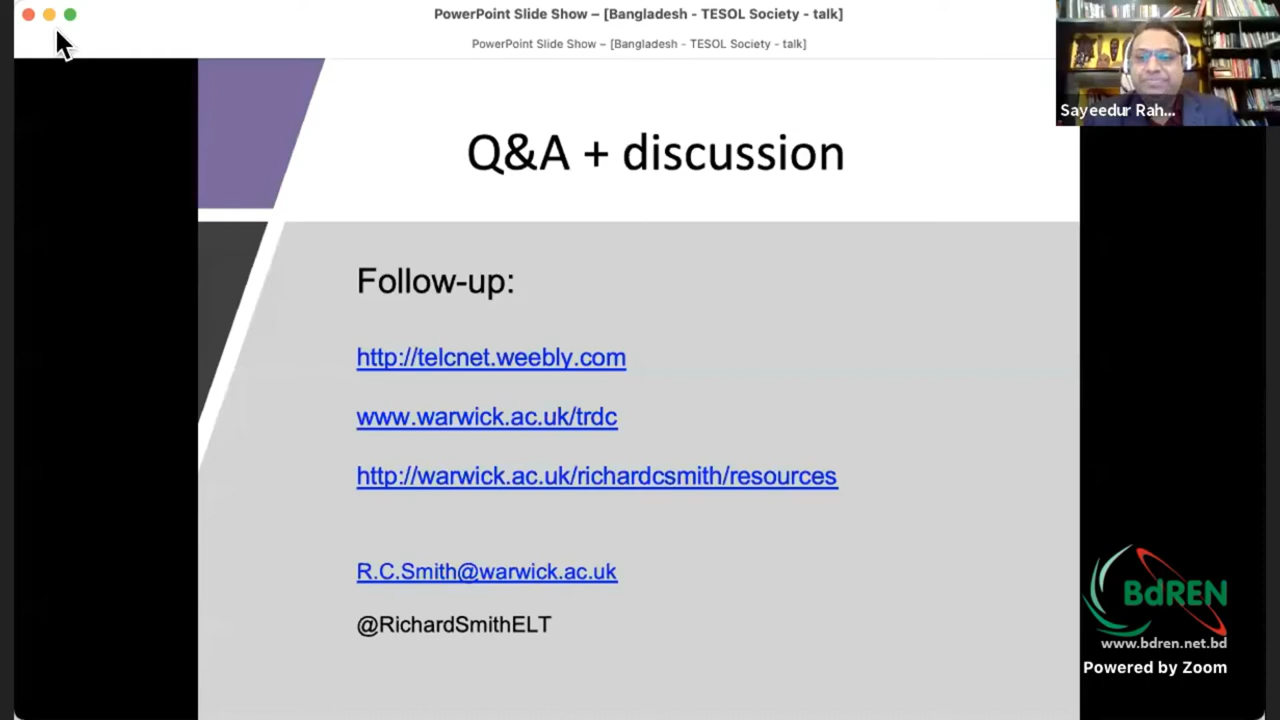 PowerPoint Slide Show – [Bangladesh - TESOL Society - talk]
PowerPoint Slide Show – [Bangladesh - TESOL Society - talk]
Sayeedur Rah...
Q&A + discussion
Follow-up:
http://telcnet.weebly.com
www.warwick.ac.uk/trdc
http://warwick.ac.uk/richardcsmith/resources
R.C.Smith@warwick.ac.uk
@RichardSmithELT
BdREN
www.bdren.net.bd
Powered by Zoom